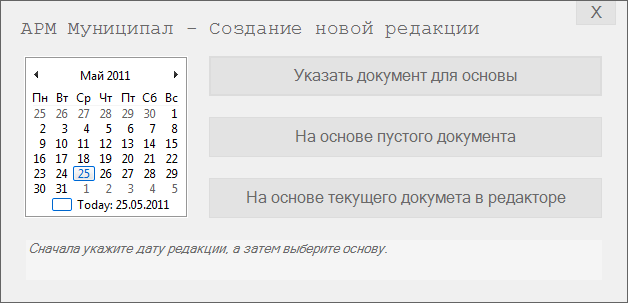 X
АРМ Муниципал - Создание новой редакции
Май 2011
Пн Вт Ср Чт Пт Сб Вс
25 26 27 28 29 30 1
2 3 4 5 6 7 8
9 10 11 12 13 14 15
16 17 18 19 20 21 22
23 24 25 26 27 28 29
30 31 1 2 3 4 5
Today: 25.05.2011
Указать документ для основы
На основе пустого документа
На основе текущего докумета в редакторе
Сначала укажите дату редакции, а затем выберите основу.